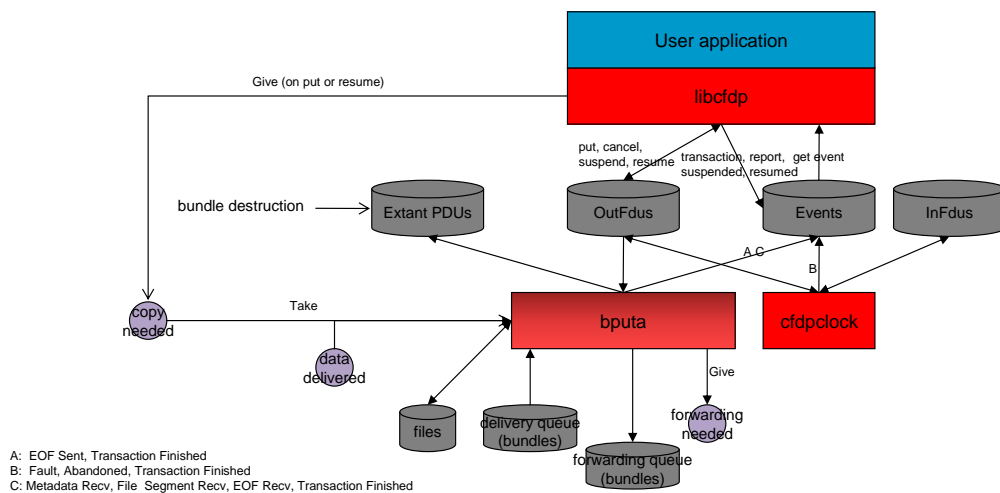 User application
Give (on put or resume)
libcfdp
put, cancel,
suspend, resume
transaction, report,
suspended, resumed
get event
bundle destruction
Extant PDUs
OutFdus
Events
InFdus
A C
B
copy
needed
Take
bputa
cfdpclock
data
delivered
Give
files
delivery queue
(bundles)
forwarding
needed
forwarding queue
(bundles)
A: EOF Sent, Transaction Finished
B: Fault, Abandoned, Transaction Finished
C: Metadata Recv, File Segment Recv, EOF Recv, Transaction Finished